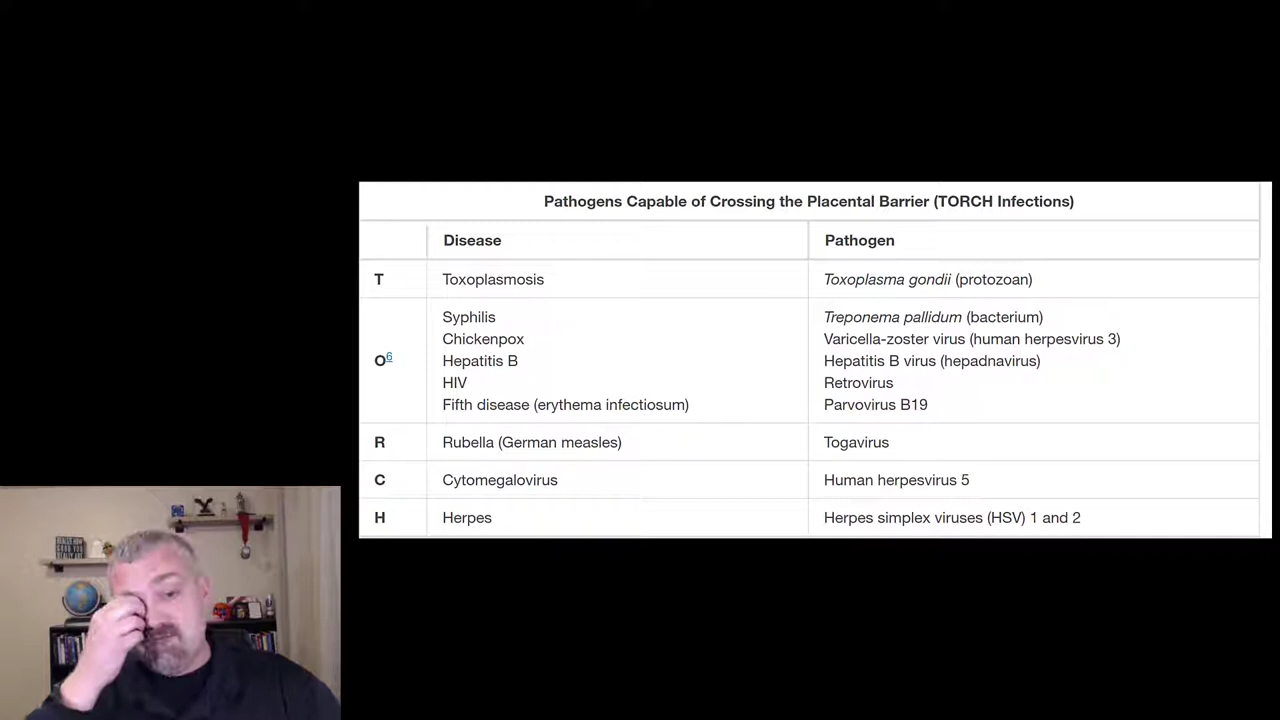 Pathogens Capable of Crossing the Placental Barrier (TORCH Infections)
Disease Pathogen
T Toxoplasmosis Toxoplasma gondii (protozoan)
O6 Syphilis Treponema pallidum (bacterium)
Chickenpox Varicella-zoster virus (human herpesvirus 3)
Hepatitis B Hepatitis B virus (hepadnavirus)
HIV Retrovirus
Fifth disease (erythema infectiosum) Parvovirus B19
R Rubella (German measles) Togavirus
C Cytomegalovirus Human herpesvirus 5
H Herpes Herpes simplex viruses (HSV) 1 and 2